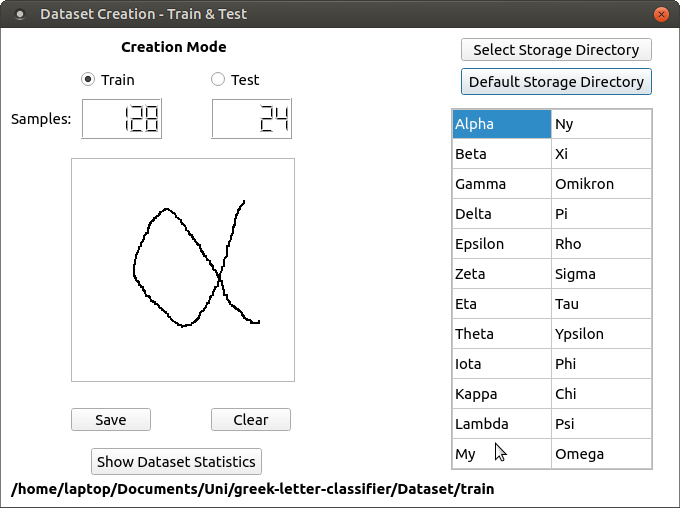 Dataset Creation - Train & Test
Creation Mode
Train Test
Samples: 128 24
α
Save Clear
Show Dataset Statistics
Select Storage Directory
Default Storage Directory
Alpha Ny
Beta Xi
Gamma Omikron
Delta Pi
Epsilon Rho
Zeta Sigma
Eta Tau
Theta Ypsilon
Iota Phi
Kappa Chi
Lambda Psi
My Omega
/home/laptop/Documents/Uni/greek-letter-classifier/Dataset/train